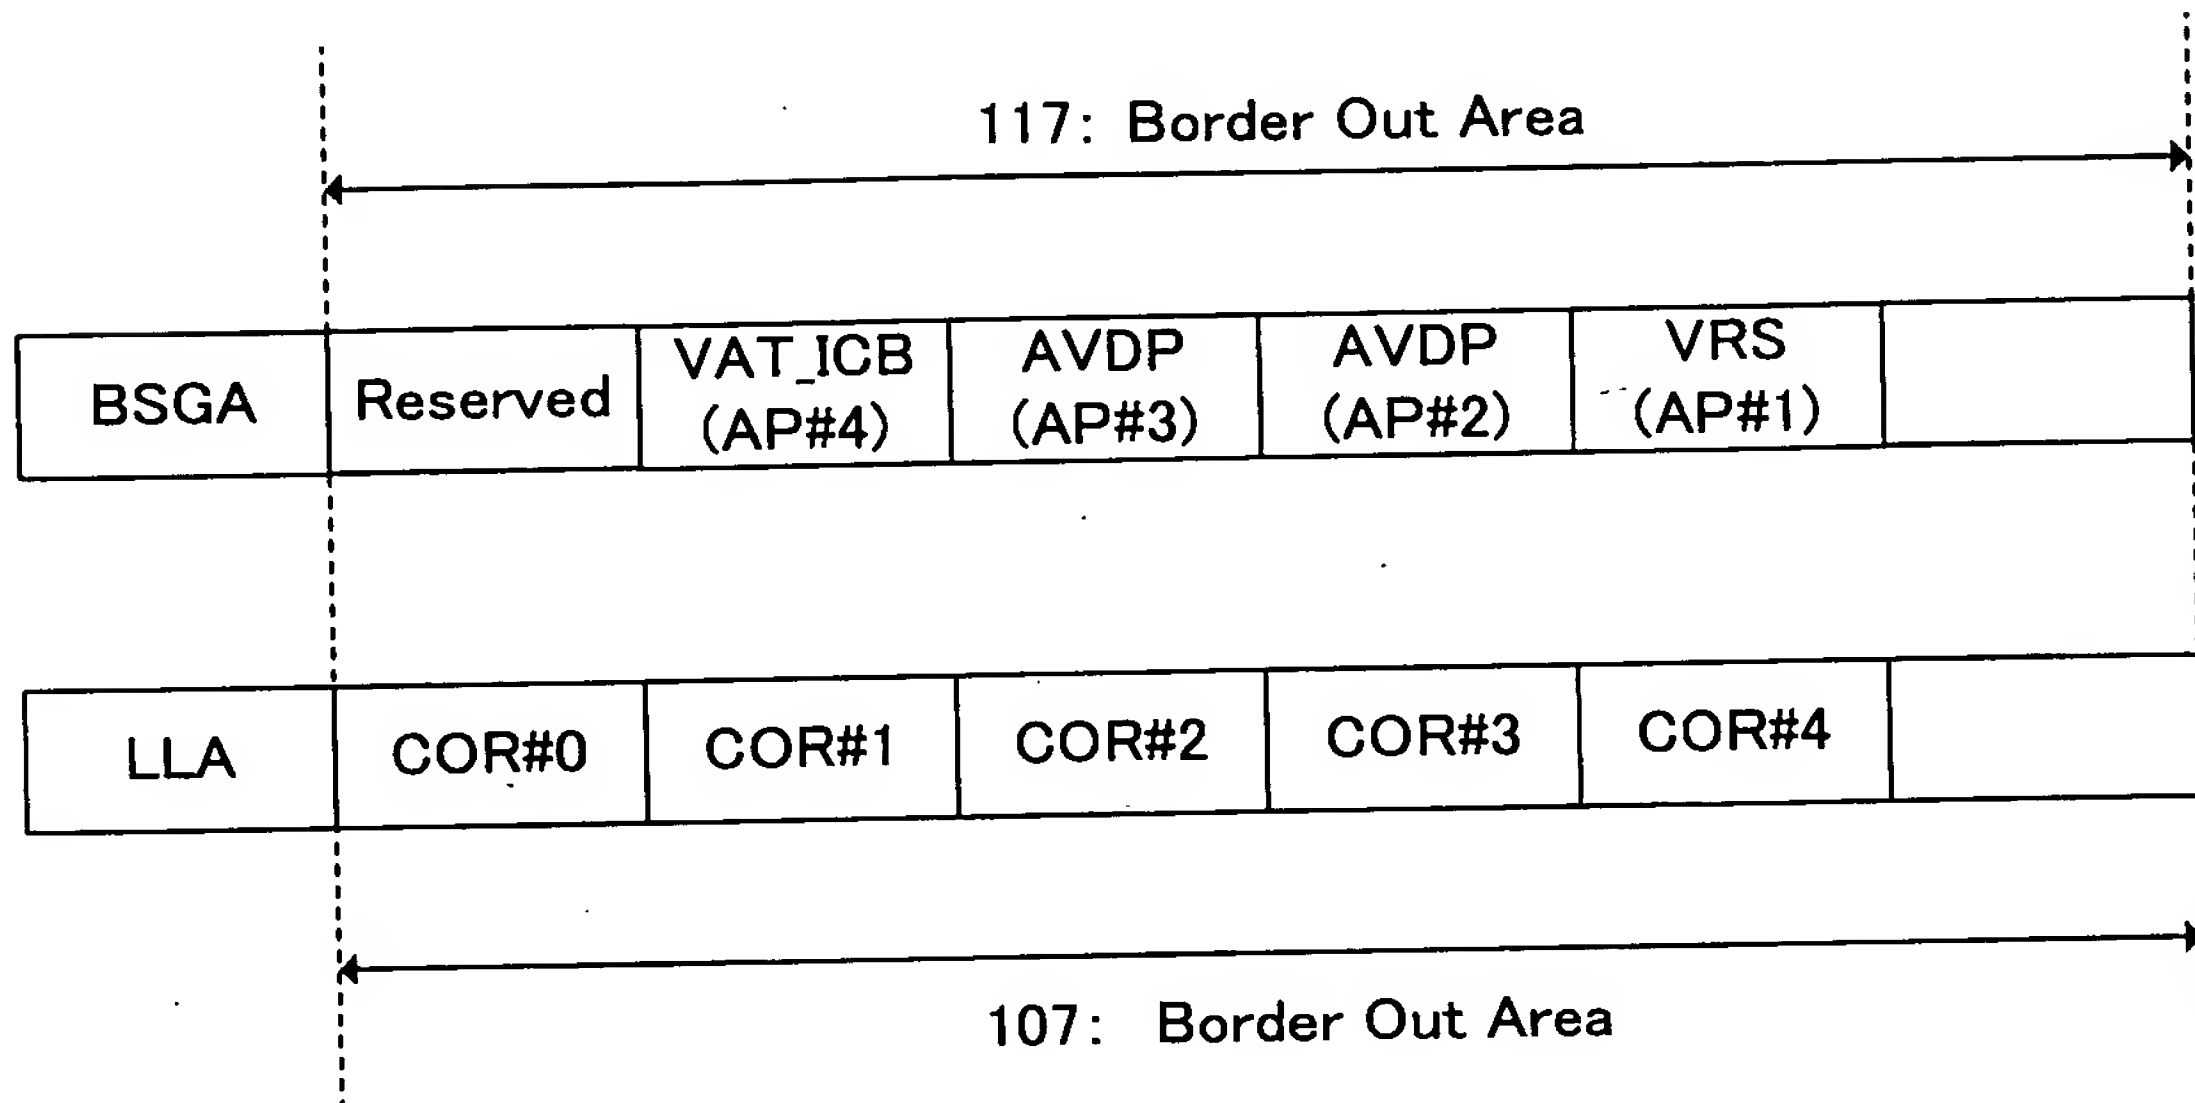 117: Border Out Area
BSGA
Reserved
VAT_ICB
(AP#4)
AVDP
(AP#3)
AVDP
(AP#2)
VRS
(AP#1)
LLA
COR#0
COR#1
COR#2
COR#3
COR#4
107: Border Out Area